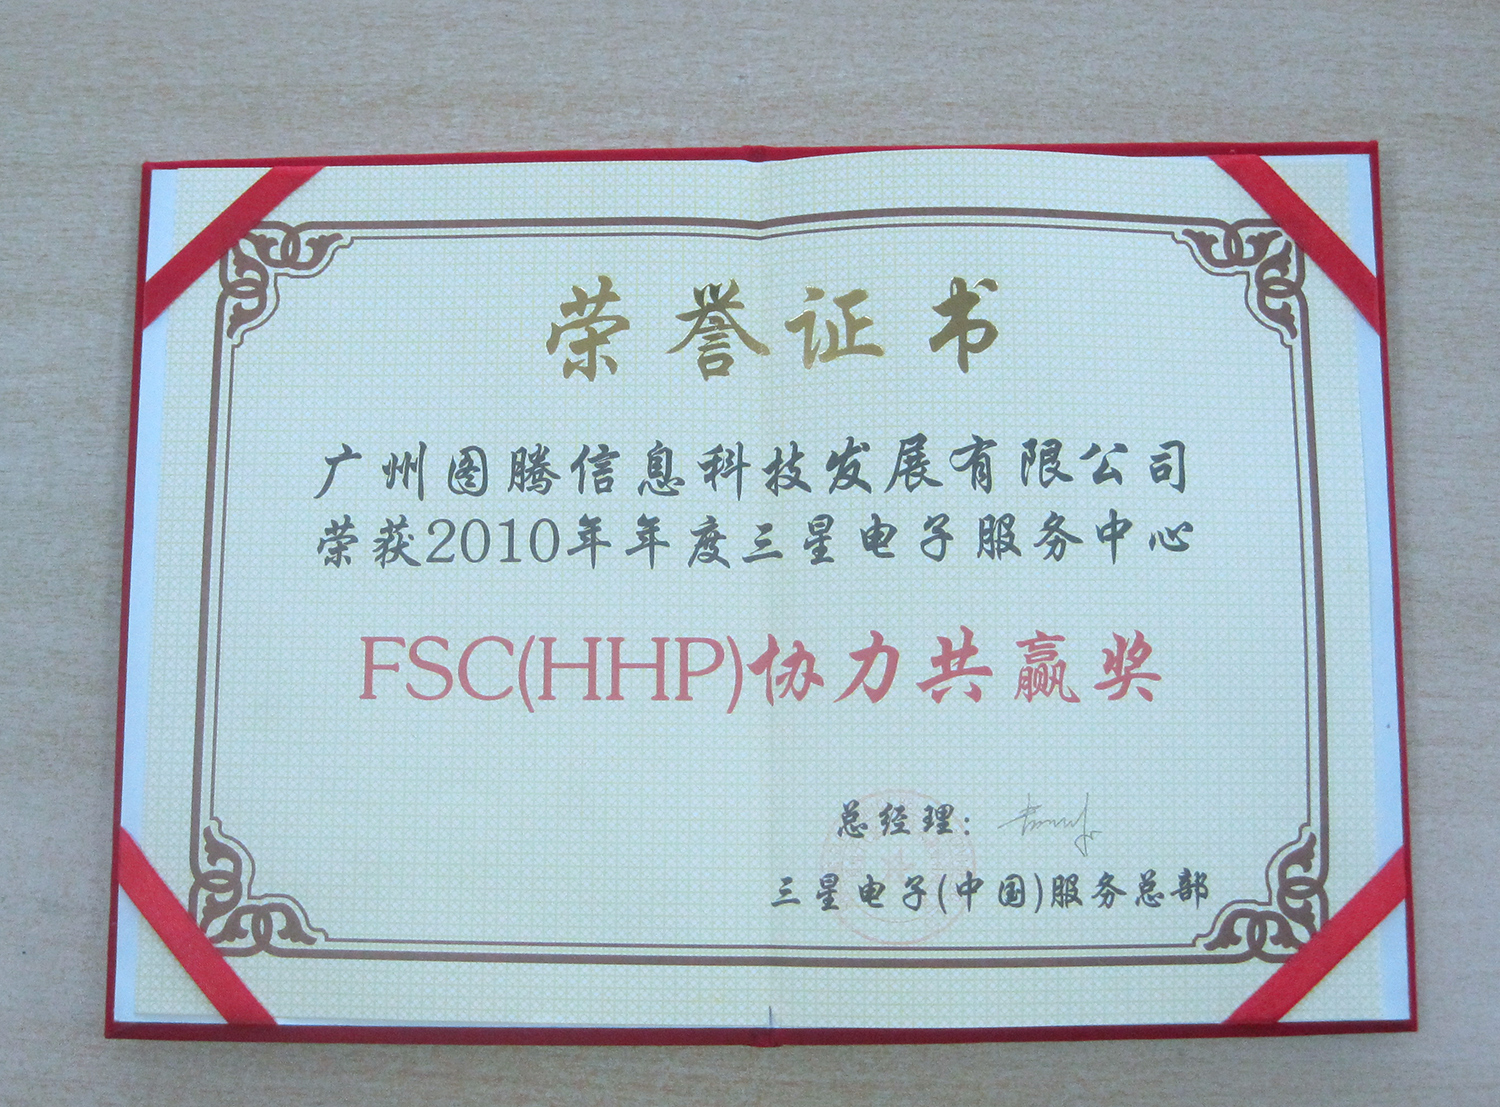 荣誉证书
广州图腾信息科技发展有限公司
荣获2010年年度三星电子服务中心
FSC(HHP)协力共赢奖
总经理:
三星电子(中国)服务总部